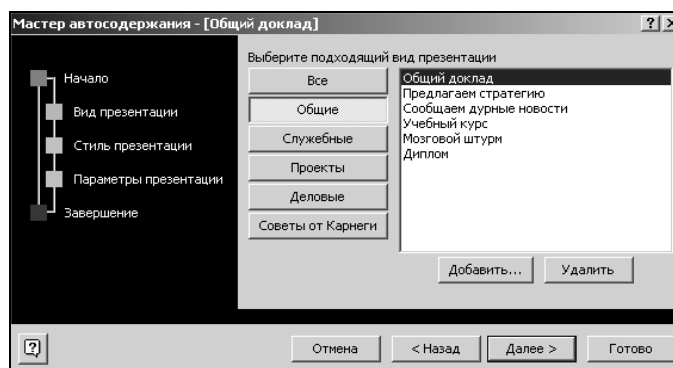 Мастер автосодержания - [Общий доклад]
Начало
Вид презентации
Стиль презентации
Параметры презентации
Завершение
Выберите подходящий вид презентации
Все
Общие
Служебные
Проекты
Деловые
Советы от Карнеги
Общий доклад
Предлагаем стратегию
Сообщаем дурные новости
Учебный курс
Мозговой штурм
Диплом
Добавить...
Удалить
Отмена
< Назад
Далее >
Готово